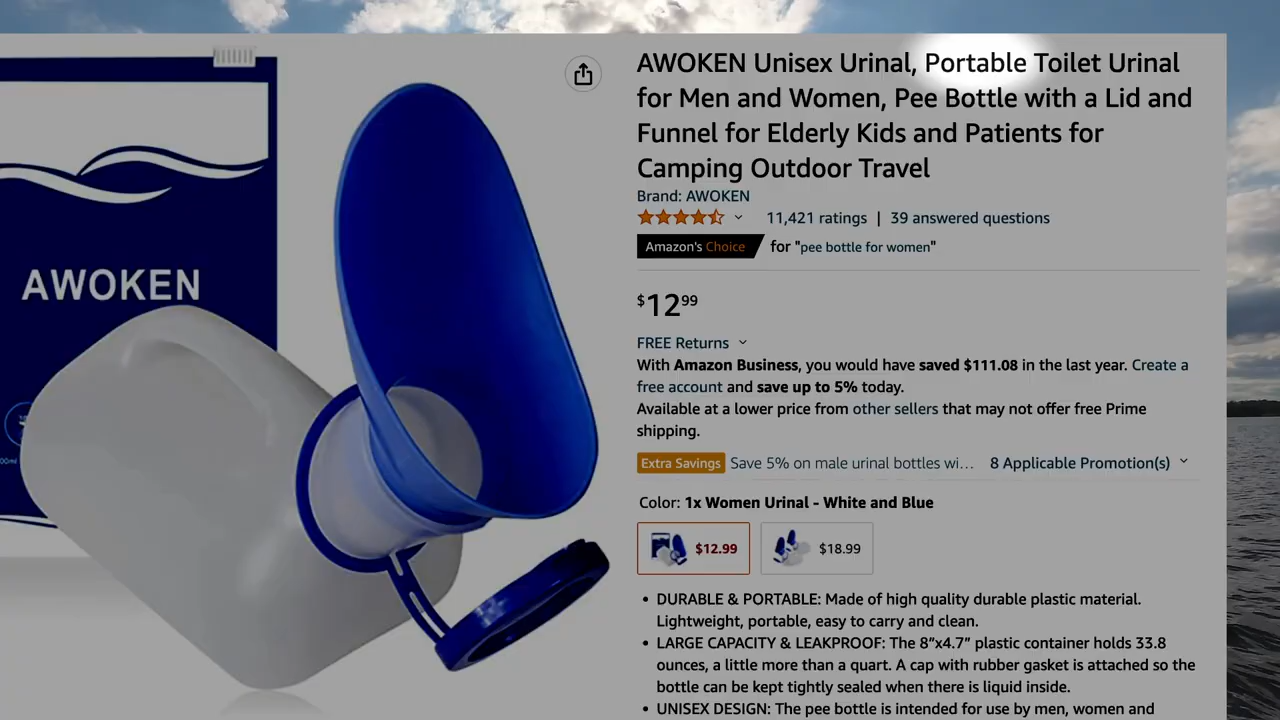 AWOKEN Unisex Urinal, Portable Toilet Urinal
for Men and Women, Pee Bottle with a Lid and
Funnel for Elderly Kids and Patients for
Camping Outdoor Travel
Brand: AWOKEN
11,421 ratings | 39 answered questions
Amazon's Choice for "pee bottle for women"
AWOKEN
$12 99
FREE Returns
With Amazon Business, you would have saved $111.08 in the last year. Create a
free account and save up to 5% today.
Available at a lower price from other sellers that may not offer free Prime
shipping.
Extra Savings Save 5% on male urinal bottles wi... 8 Applicable Promotion(s)
Color: 1x Women Urinal - White and Blue
$12.99 $18.99
• DURABLE & PORTABLE: Made of high quality durable plastic material.
Lightweight, portable, easy to carry and clean.
• LARGE CAPACITY & LEAKPROOF: The 8”x4.7” plastic container holds 33.8
ounces, a little more than a quart. A cap with rubber gasket is attached so the
bottle can be kept tightly sealed when there is liquid inside.
• UNISEX DESIGN: The pee bottle is intended for use by men, women and